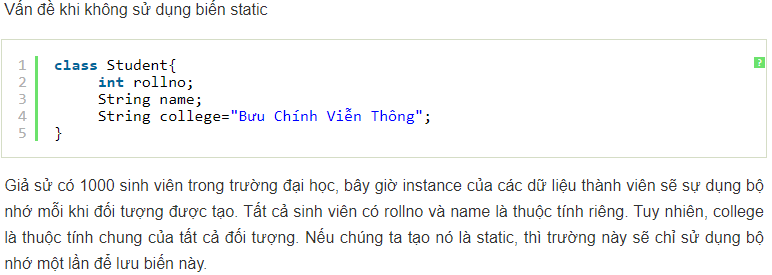 Vấn đề khi không sử dụng biến static
?
1 class Student{
2 int rollno;
3 String name;
4 String college="Bưu Chính Viễn Thông";
5 }
Giả sử có 1000 sinh viên trong trường đại học, bây giờ instance của các dữ liệu thành viên sẽ sự dụng bộ
nhớ mỗi khi đối tượng được tạo. Tất cả sinh viên có rollno và name là thuộc tính riêng. Tuy nhiên, college
là thuộc tính chung của tất cả đối tượng. Nếu chúng ta tạo nó là static, thì trường này sẽ chỉ sử dụng bộ
nhớ một lần để lưu biến này.